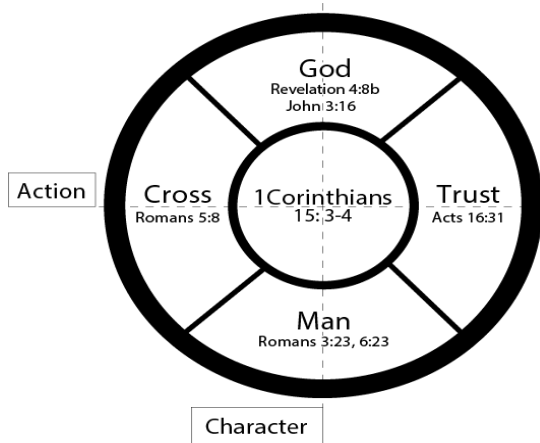 God
Revelation 4:8b
John 3:16
Action
Cross
Romans 5:8
1Corinthians
15: 3-4
Trust
Acts 16:31
Man
Romans 3:23, 6:23
Character